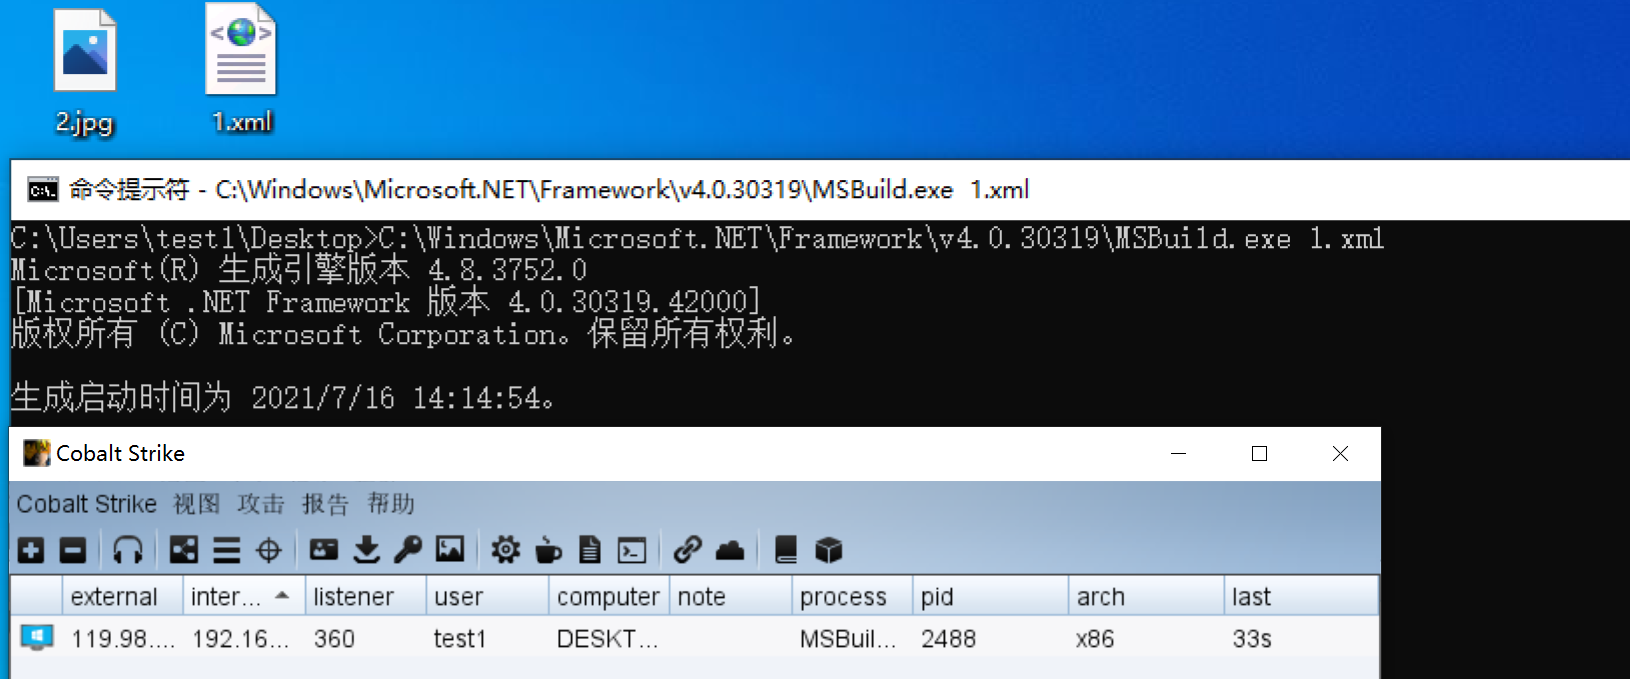 2.jpg 1.xml
命令提示符 - C:\Windows\Microsoft.NET\Framework\v4.0.30319\MSBuild.exe  1.xml
C:\Users\test1\Desktop>C:\Windows\Microsoft.NET\Framework\v4.0.30319\MSBuild.exe 1.xml
Microsoft(R) 生成引擎版本 4.8.3752.0
[Microsoft .NET Framework 版本 4.0.30319.42000]
版权所有 (C) Microsoft Corporation。保留所有权利。
生成启动时间为 2021/7/16 14:14:54。
Cobalt Strike
Cobalt Strike 视图 攻击 报告 帮助
external inter... listener user computer note process pid arch last
119.98.... 192.16... 360 test1 DESKT... MSBuil... 2488 x86 33s